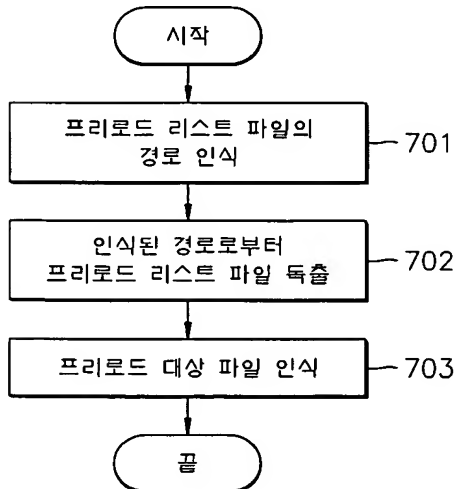 시작
프리로드 리스트 파일의
경로 인식
701
인식된 경로로부터
프리로드 리스트 파일 독출
702
프리로드 대상 파일 인식
703
끝